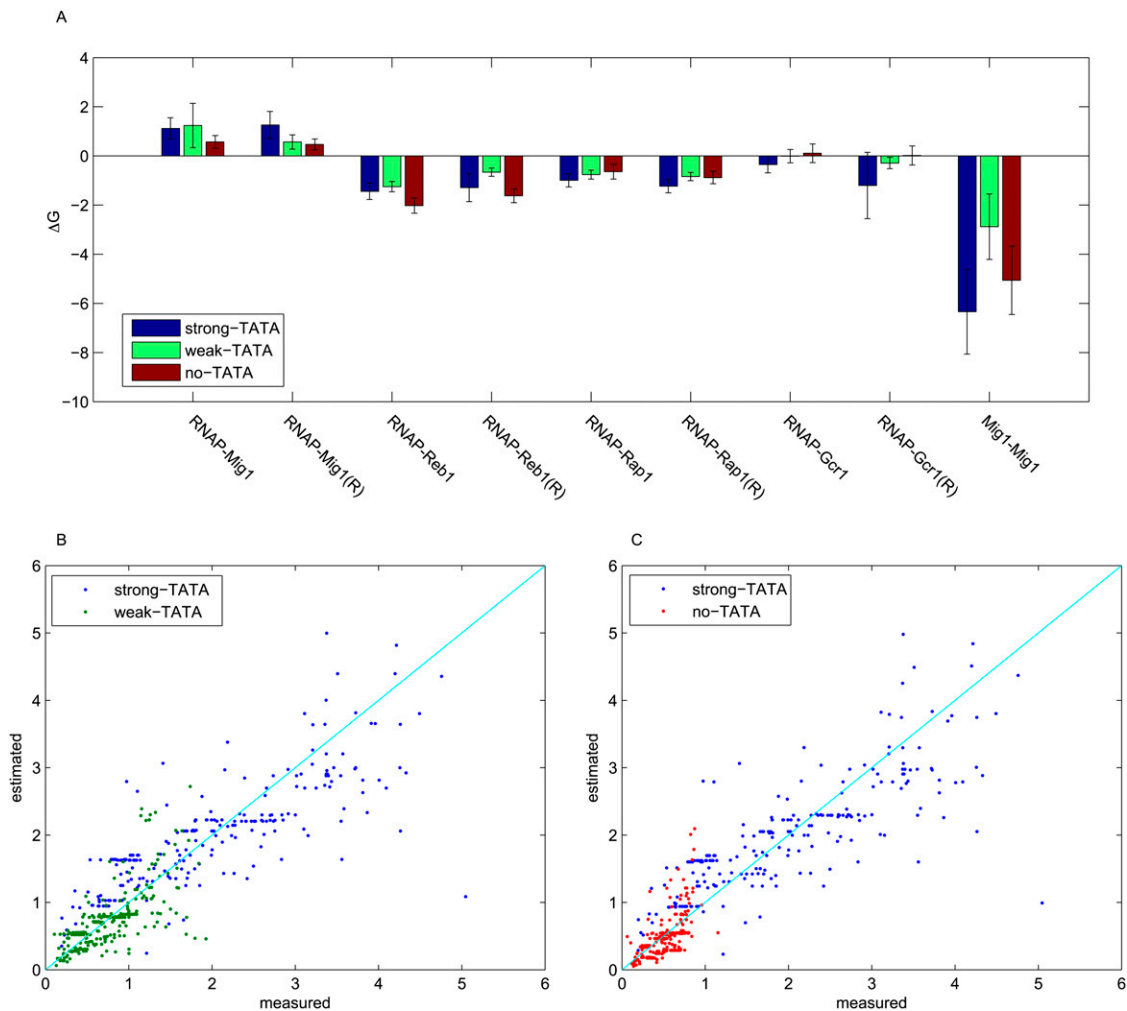 A
4
2
0
−2
−4
−6
−8
−10
ΔG
strong−TATA
weak−TATA
no−TATA
RNAP−Mig1
RNAP−Mig1(R)
RNAP−Reb1
RNAP−Reb1(R)
RNAP−Rap1
RNAP−Rap1(R)
RNAP−Gcr1
RNAP−Gcr1(R)
Mig1−Mig1
B
6
5
4
3
2
1
0
estimated
strong−TATA
weak−TATA
0 1 2 3 4 5 6
measured
C
6
5
4
3
2
1
0
estimated
strong−TATA
no−TATA
0 1 2 3 4 5 6
measured